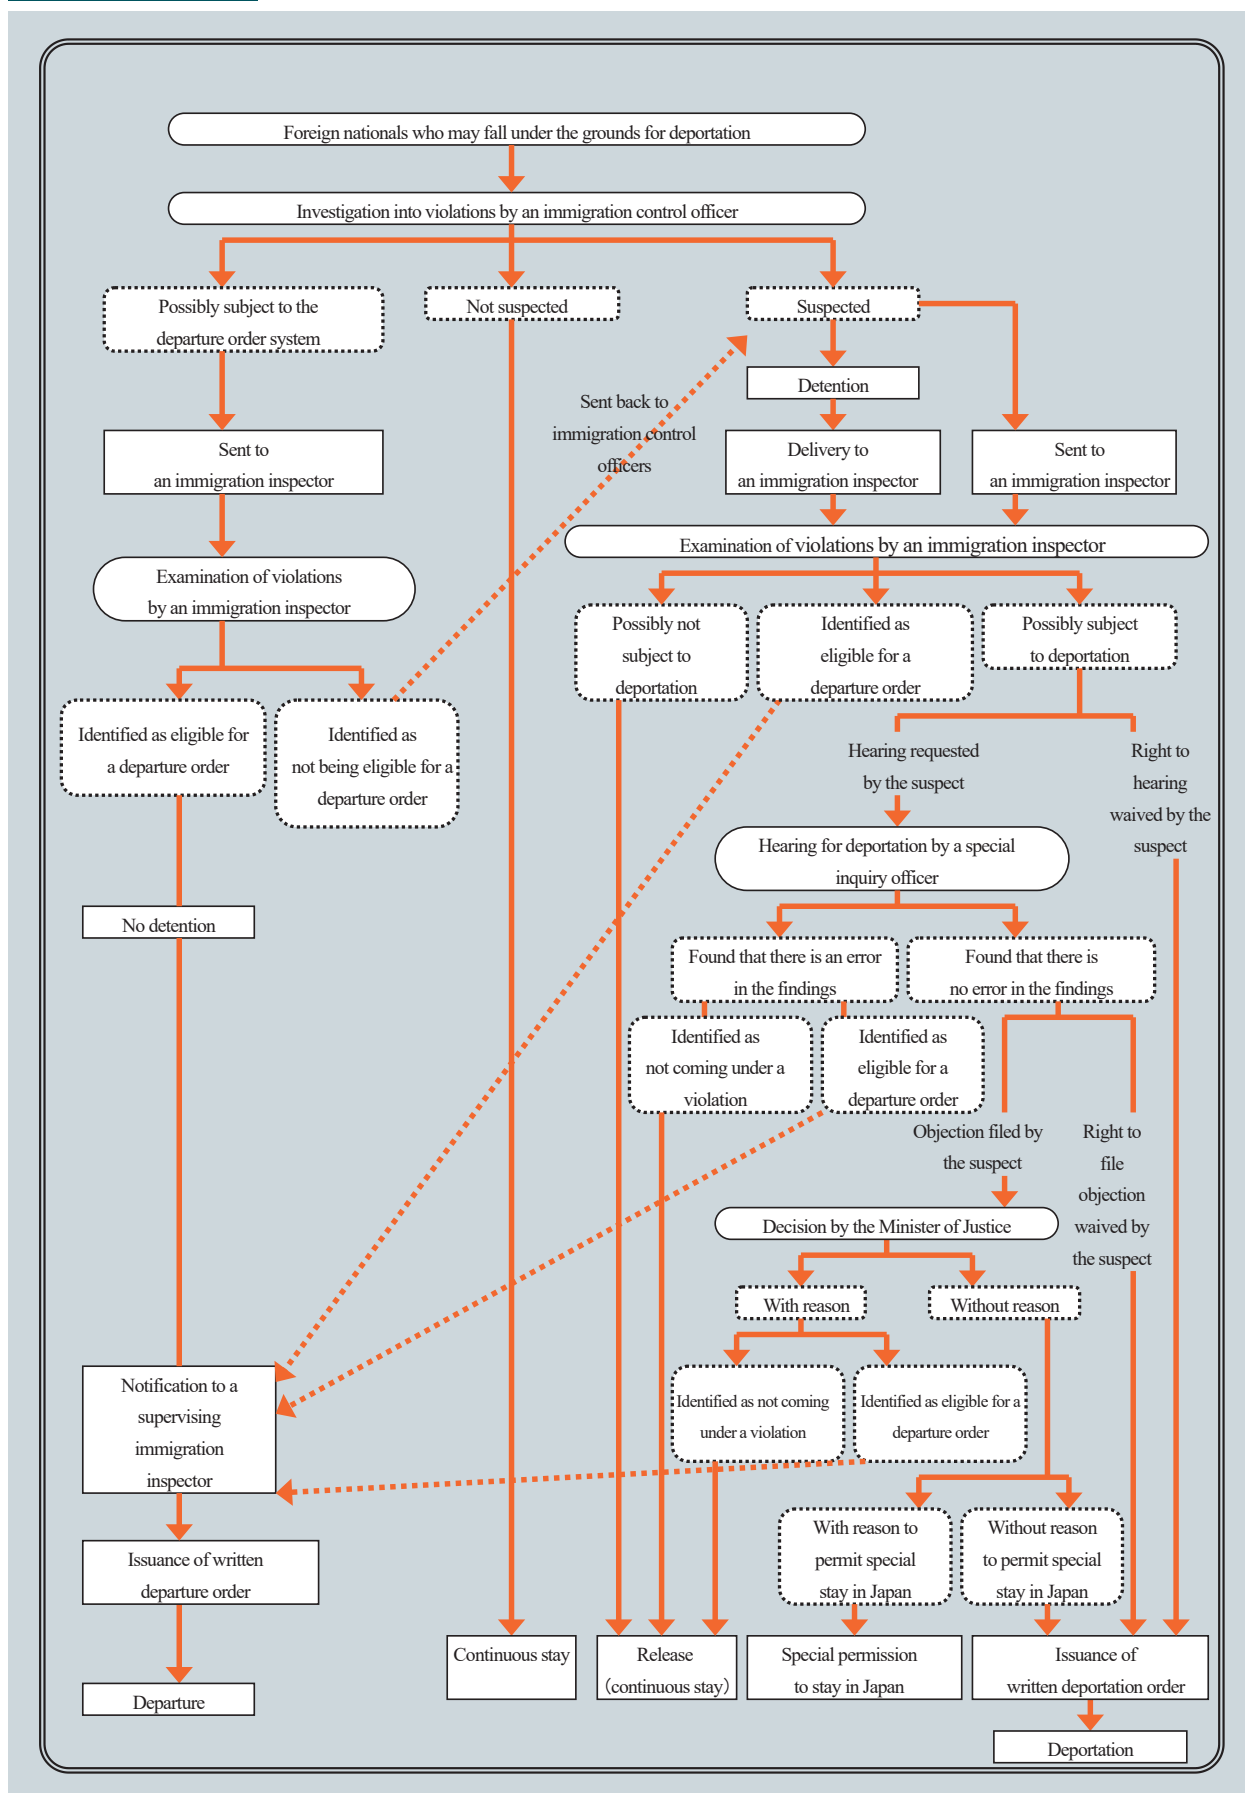 Foreign nationals who may fall under the grounds for deportation
Investigation into violations by an immigration control officer
Possibly subject to the
departure order system
Not suspected
Suspected
Detention
Sent back to
immigration control
officers
Sent to
an immigration inspector
Delivery to
an immigration inspector
Sent to
an immigration inspector
Examination of violations by an immigration inspector
Examination of violations
by an immigration inspector
Possibly not
subject to
deportation
Identified as
eligible for a
departure order
Possibly subject
to deportation
Identified as eligible for
a departure order
Identified as
not being eligible for a
departure order
Hearing requested
by the suspect
Right to
hearing
waived by the
suspect
Hearing for deportation by a special
inquiry officer
No detention
Found that there is an error
in the findings
Found that there is
no error in the findings
Identified as
not coming under a
violation
Identified as
eligible for a
departure order
Objection filed by
the suspect
Right to
file
objection
waived by
the suspect
Decision by the Minister of Justice
With reason
Without reason
Notification to a
supervising
immigration
inspector
Identified as not coming
under a violation
Identified as eligible for a
departure order
With reason to
permit special
stay in Japan
Without reason
to permit special
stay in Japan
Issuance of written
departure order
Continuous stay
Release
(continuous stay)
Special permission
to stay in Japan
Issuance of
written deportation order
Departure
Deportation